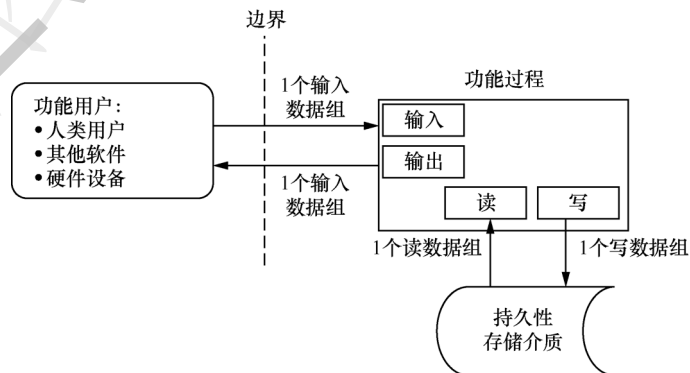 边界
1个输入
数据组
功能过程
功能用户：
•人类用户
•其他软件
•硬件设备
输入
输出
1个输入
数据组
读
写
1个读数据组
1个写数据组
持久性
存储介质